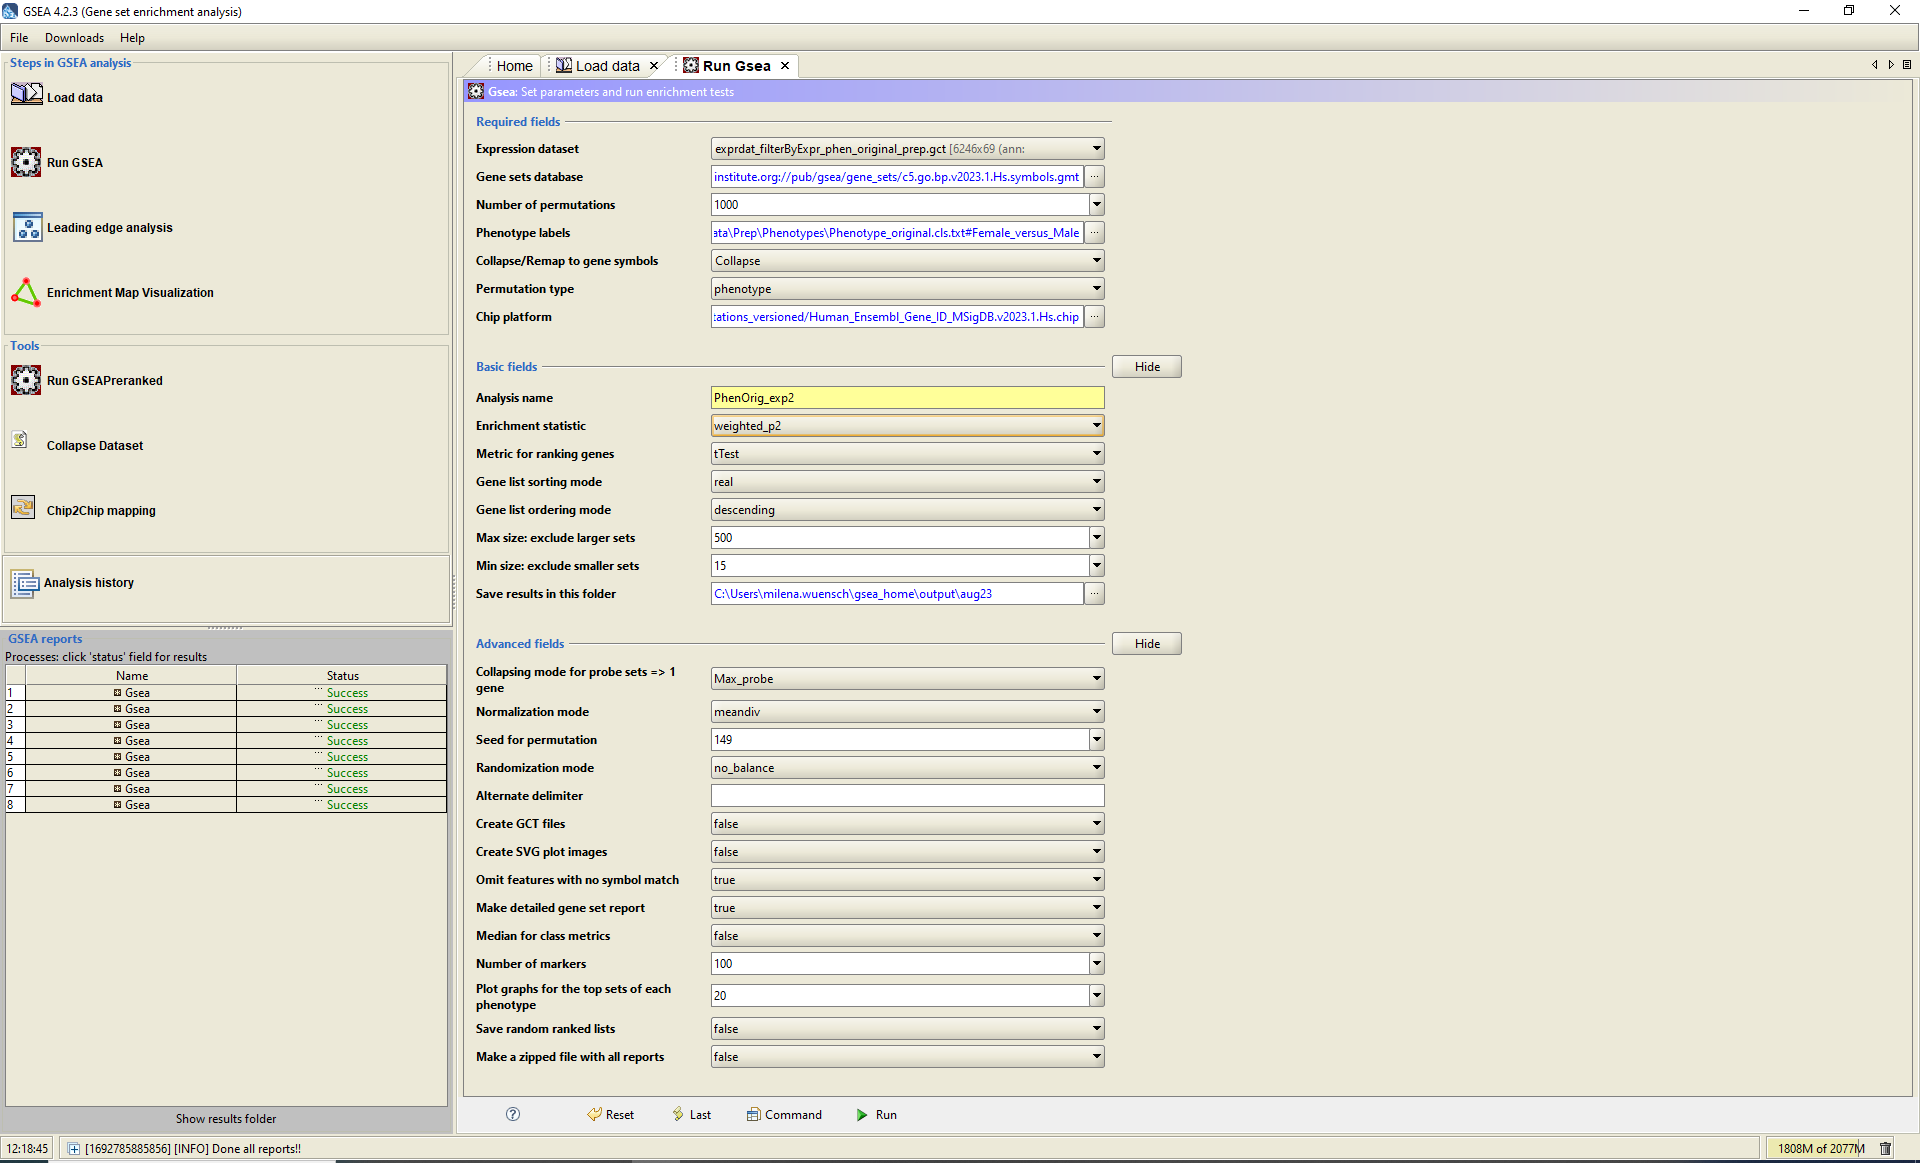 GSEA 4.2.3 (Gene set enrichment analysis)
File Downloads Help
Steps in GSEA analysis
Load data
Run GSEA
Leading edge analysis
Enrichment Map Visualization
Tools
Run GSEAPreranked
Collapse Dataset
Chip2Chip mapping
Analysis history
GSEA reports
Processes: click 'status' field for results
Name Status
1 Gsea ... Success
2 Gsea ... Success
3 Gsea ... Success
4 Gsea ... Success
5 Gsea ... Success
6 Gsea ... Success
7 Gsea ... Success
8 Gsea ... Success
Show results folder
Home Load data Run Gsea
Gsea: Set parameters and run enrichment tests
Required fields
Expression dataset exprdat_filterByExpr_phen_original_prep.gct [6246x69 (ann:
Gene sets database institute.org://pub/gsea/gene_sets/c5.go.bp.v2023.1.Hs.symbols.gmt ...
Number of permutations 1000
Phenotype labels ata\Prep\Phenotypes\Phenotype_original.cls.txt#Female_versus_Male ...
Collapse/Remap to gene symbols Collapse
Permutation type phenotype
Chip platform tations_versioned/Human_Ensembl_Gene_ID_MSigDB.v2023.1.Hs.chip ...
Basic fields Hide
Analysis name PhenOrig_exp2
Enrichment statistic weighted_p2
Metric for ranking genes tTest
Gene list sorting mode real
Gene list ordering mode descending
Max size: exclude larger sets 500
Min size: exclude smaller sets 15
Save results in this folder C:\Users\milena.wuensch\gsea_home\output\aug23 ...
Advanced fields Hide
Collapsing mode for probe sets => 1
gene Max_probe
Normalization mode meandiv
Seed for permutation 149
Randomization mode no_balance
Alternate delimiter
Create GCT files false
Create SVG plot images false
Omit features with no symbol match true
Make detailed gene set report true
Median for class metrics false
Number of markers 100
Plot graphs for the top sets of each
phenotype 20
Save random ranked lists false
Make a zipped file with all reports false
? Reset Last Command Run
12:18:45 [1692785885856] [INFO] Done all reports!! 1808M of 2077M